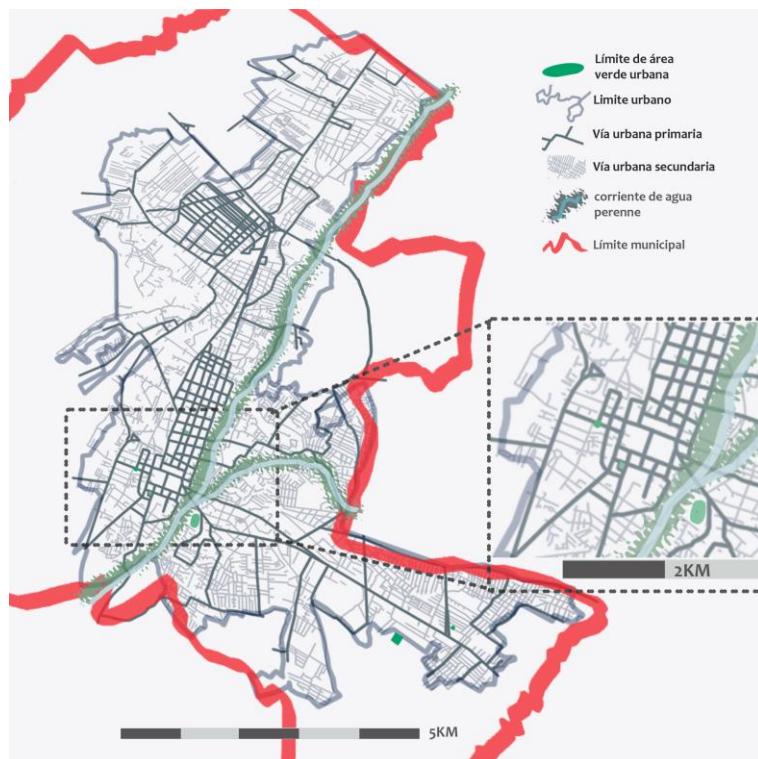 Límite de área
verde urbana
Limite urbano
Vía urbana primaria
Vía urbana secundaria
corriente de agua
perenne
Límite municipal
2KM
5KM